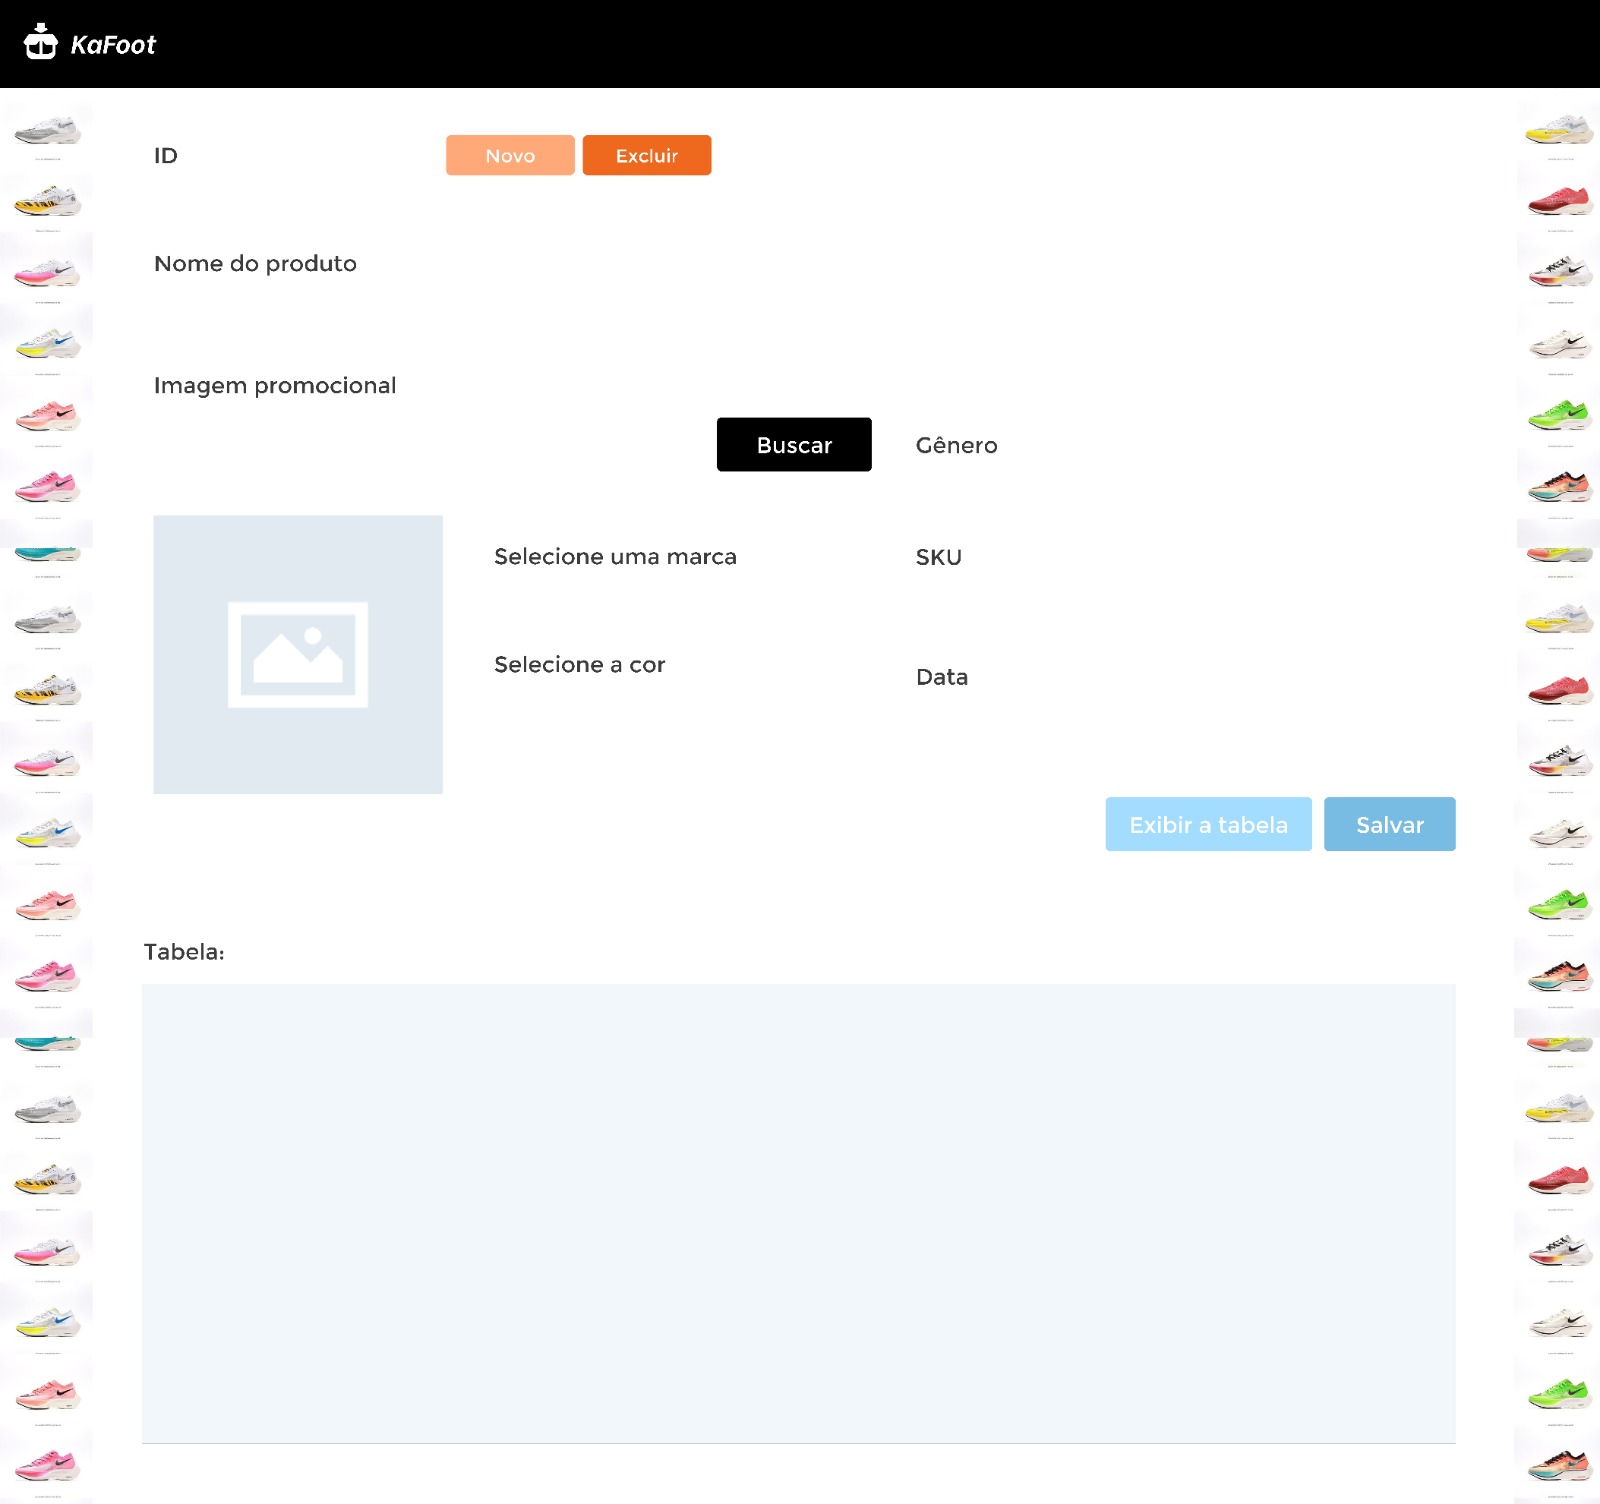 KaFoot
ID
Novo
Excluir
Nome do produto
Imagem promocional
Buscar
Gênero
Selecione uma marca
SKU
Selecione a cor
Data
Exibir a tabela
Salvar
Tabela: